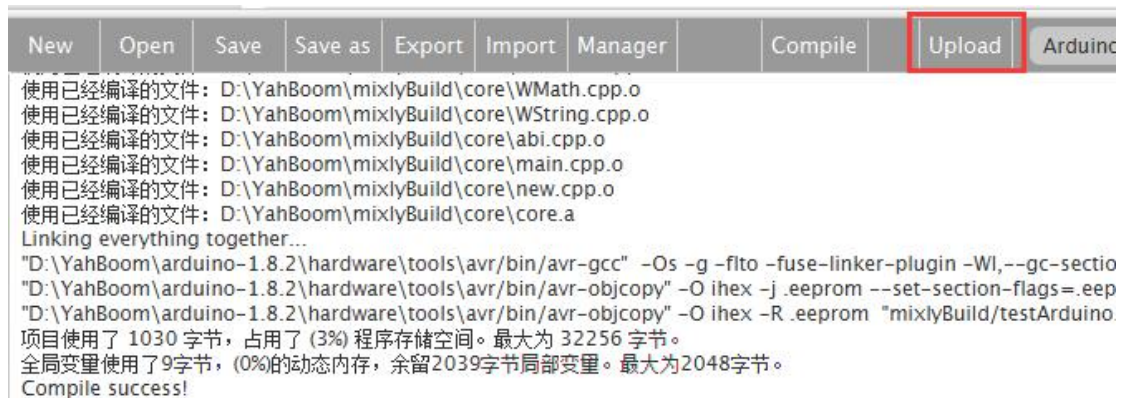 New Open Save Save as Export Import Manager Compile Upload Arduino
使用已经编译的文件：D:\YahBoom\mixlyBuild\core\WMath.cpp.o
使用已经编译的文件：D:\YahBoom\mixlyBuild\core\WString.cpp.o
使用已经编译的文件：D:\YahBoom\mixlyBuild\core\abi.cpp.o
使用已经编译的文件：D:\YahBoom\mixlyBuild\core\main.cpp.o
使用已经编译的文件：D:\YahBoom\mixlyBuild\core\new.cpp.o
使用已经编译的文件：D:\YahBoom\mixlyBuild\core\core.a
Linking everything together...
"D:\YahBoom\arduino-1.8.2\hardware\tools\avr/bin/avr-gcc" -Os -g -flto -fuse-linker-plugin -Wl,--gc-sectio
"D:\YahBoom\arduino-1.8.2\hardware\tools\avr/bin/avr-objcopy" -O ihex -j .eeprom --set-section-flags=.eep
"D:\YahBoom\arduino-1.8.2\hardware\tools\avr/bin/avr-objcopy" -O ihex -R .eeprom "mixlyBuild/testArduino.
项目使用了 1030 字节，占用了 (3%) 程序存储空间。最大为 32256 字节。
全局变量使用了9字节，(0%)的动态内存，余留2039字节局部变量。最大为2048字节。
Compile success!